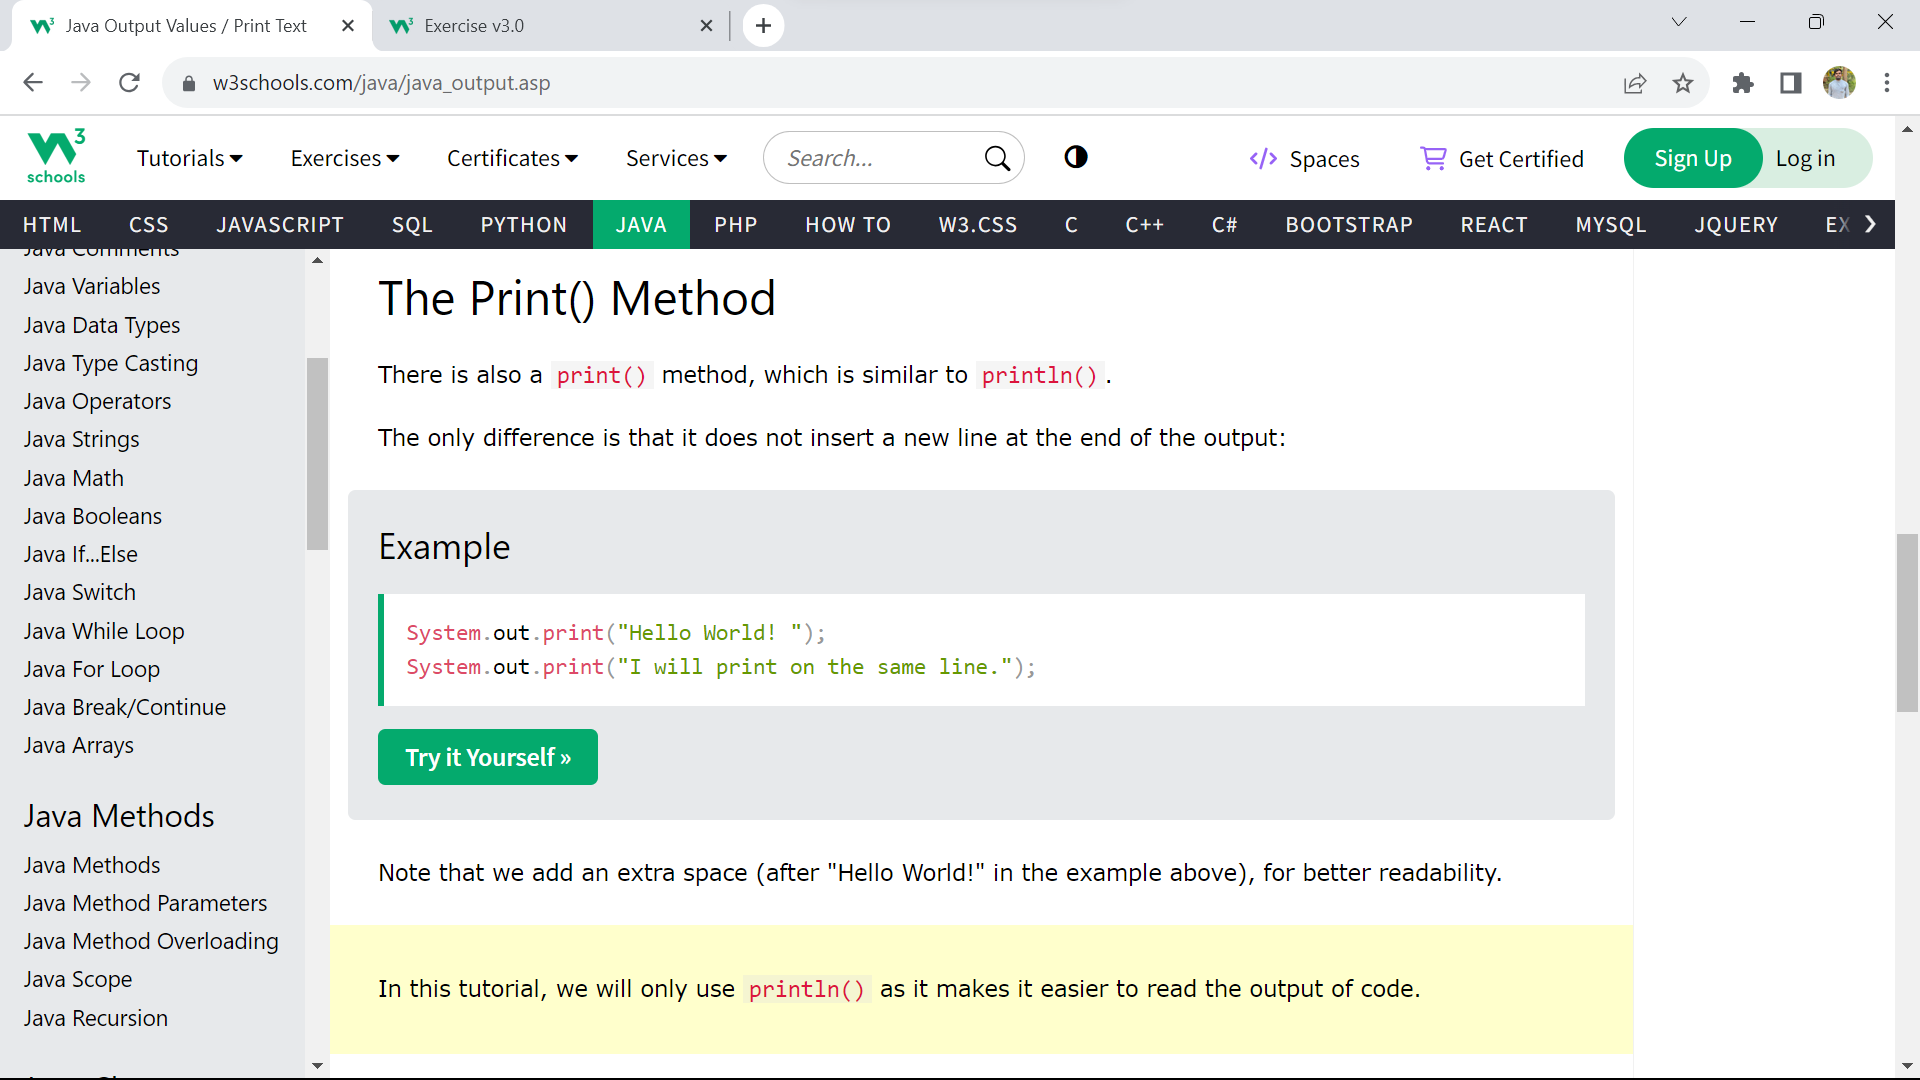 Java Output Values / Print Text
Exercise v3.0
w3schools.com/java/java_output.asp
W3 schools
Tutorials
Exercises
Certificates
Services
Search...
</> Spaces
Get Certified
Sign Up
Log in
HTML CSS JAVASCRIPT SQL PYTHON JAVA PHP HOW TO W3.CSS C C++ C# BOOTSTRAP REACT MYSQL JQUERY EX ❯
Java Comments
Java Variables
Java Data Types
Java Type Casting
Java Operators
Java Strings
Java Math
Java Booleans
Java If...Else
Java Switch
Java While Loop
Java For Loop
Java Break/Continue
Java Arrays
Java Methods
Java Methods
Java Method Parameters
Java Method Overloading
Java Scope
Java Recursion
The Print() Method
There is also a print() method, which is similar to println().
The only difference is that it does not insert a new line at the end of the output:
Example
System.out.print("Hello World! ");
System.out.print("I will print on the same line.");
Try it Yourself »
Note that we add an extra space (after "Hello World!" in the example above), for better readability.
In this tutorial, we will only use println() as it makes it easier to read the output of code.